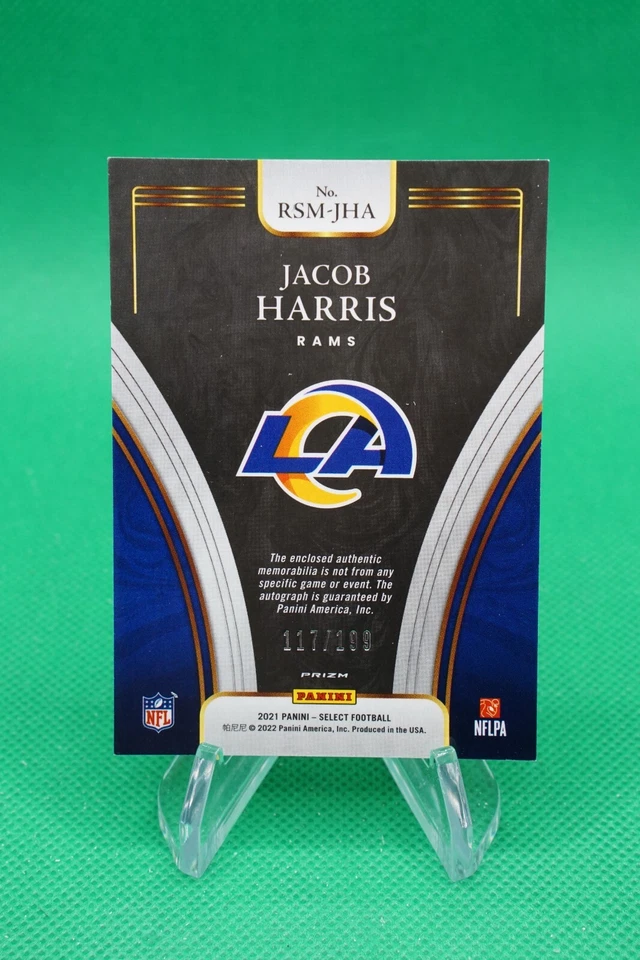 No.
RSM-JHA
JACOB
HARRIS
RAMS
LA
The enclosed authentic
memorabilia is not from any
specific game or event. The
autograph is guaranteed by
Panini America, Inc.
117/199
PRIZM
PANINI
2021 PANINI – SELECT FOOTBALL
帕尼尼 © 2022 Panini America, Inc. Produced in the USA.
NFL
NFLPA